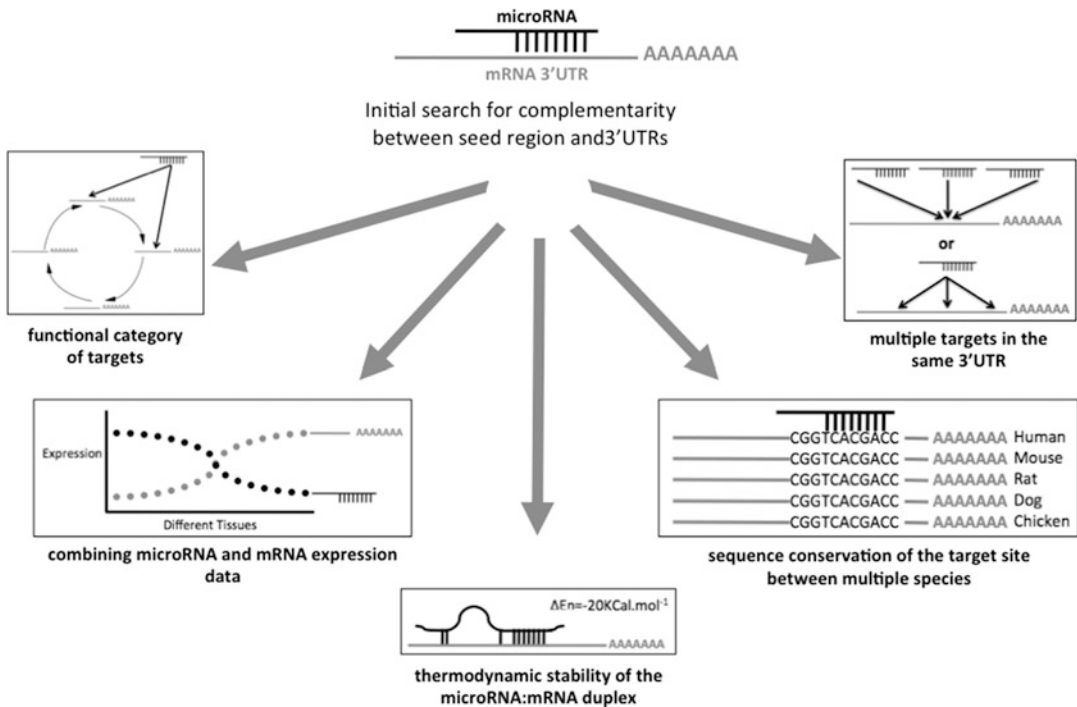 microRNA
AAAAAAA
mRNA 3'UTR
Initial search for complementarity
between seed region and3'UTRs
AAAAAAA
AAAAAAA
AAAAAAA
AAAAAAA
functional category
of targets
AAAAAAA
or
AAAAAAA
multiple targets in the
same 3'UTR
Expression
AAAAAAA
Different Tissues
combining microRNA and mRNA expression
data
CGGTCACGACC AAAAAAA Human
CGGTCACGACC AAAAAAA Mouse
CGGTCACGACC AAAAAAA Rat
CGGTCACGACC AAAAAAA Dog
CGGTCACGACC AAAAAAA Chicken
sequence conservation of the target site
between multiple species
ΔEn=-20KCal.mol⁻¹
AAAAAAA
thermodynamic stability of the
microRNA:mRNA duplex